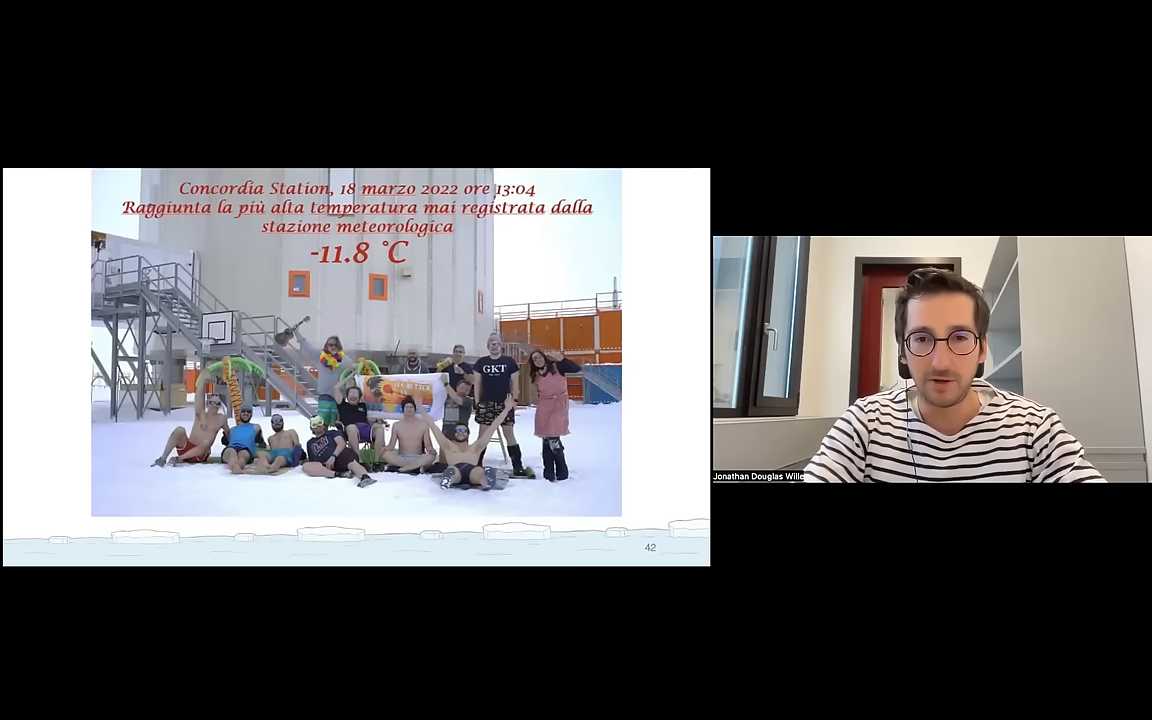 Concordia Station, 18 marzo 2022 ore 13:04
Raggiunta la più alta temperatura mai registrata dalla
stazione meteorologica
-11.8 °C
GKT
42
Jonathan Douglas Wille